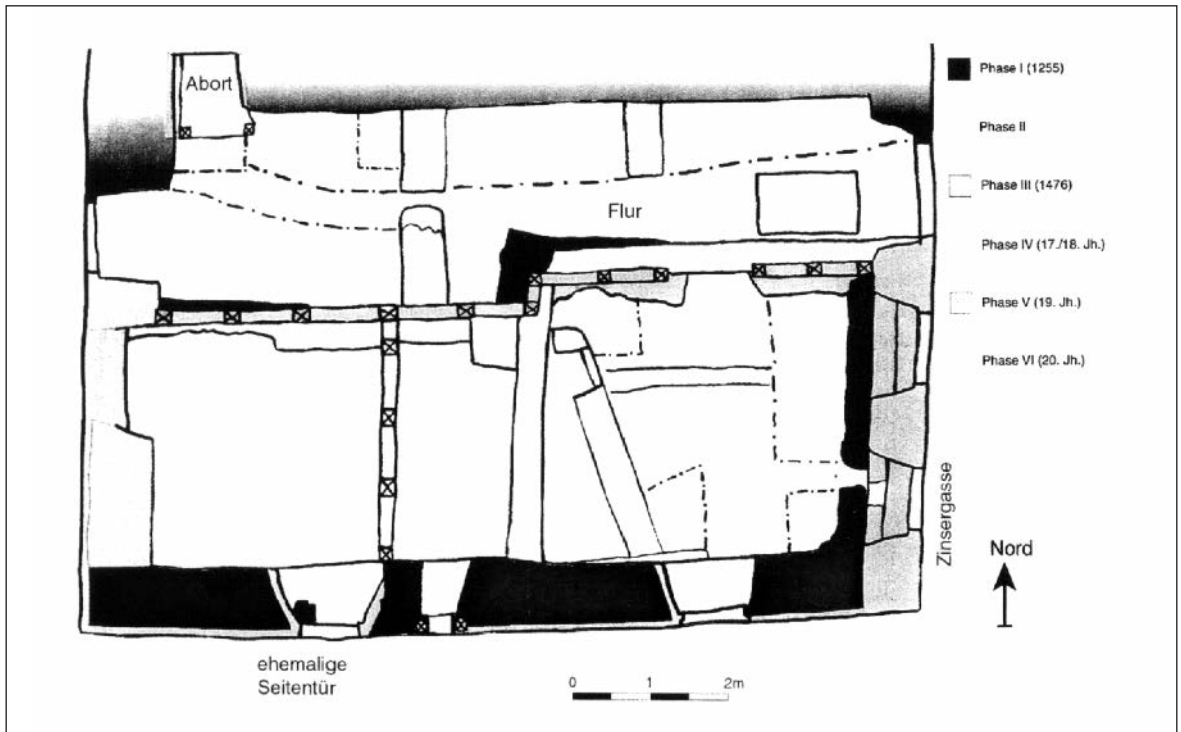 Abort
Flur
Phase I (1255)
Phase II
Phase III (1476)
Phase IV (17./18. Jh.)
Phase V (19. Jh.)
Phase VI (20. Jh.)
Zinsergasse
Nord
ehemalige
Seitentür
0 1 2m